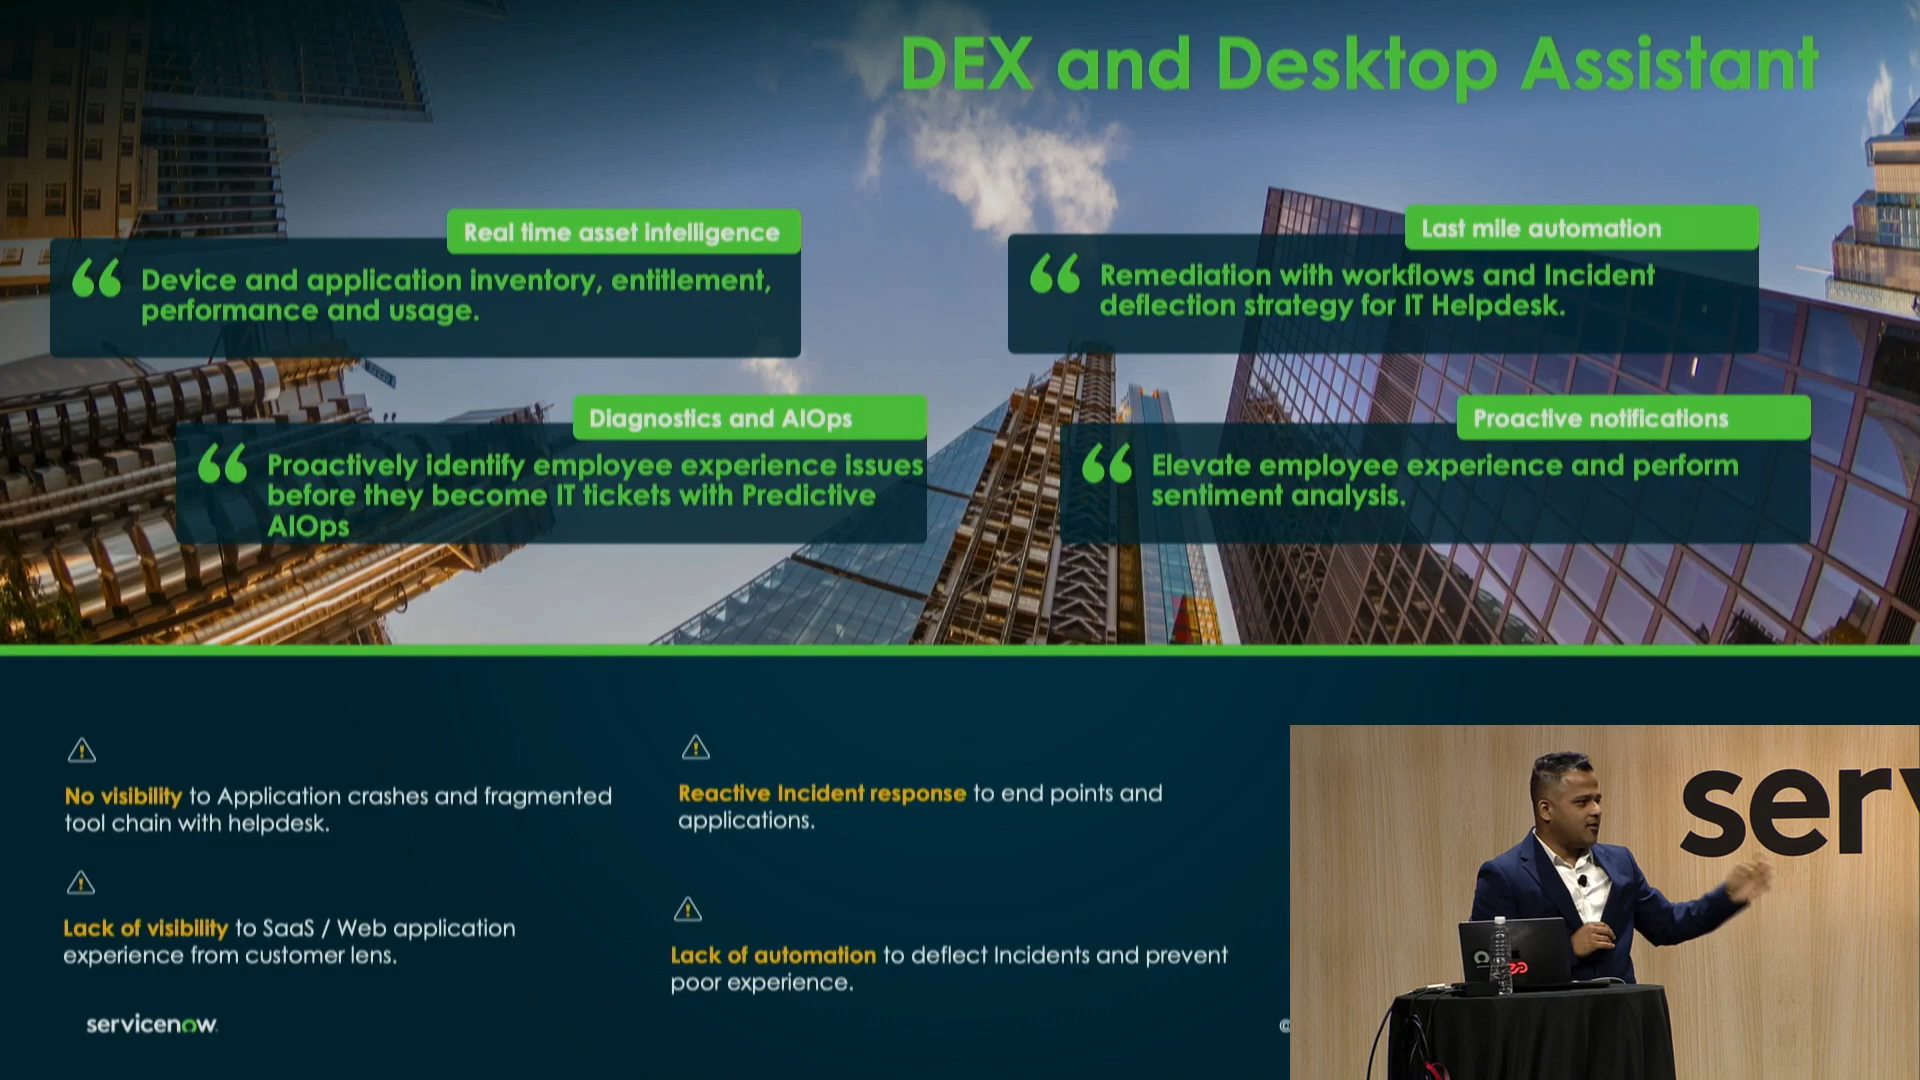 DEX and Desktop Assistant
Real time asset intelligence
Device and application inventory, entitlement,
performance and usage.
Last mile automation
Remediation with workflows and Incident
deflection strategy for IT Helpdesk.
Diagnostics and AIOps
Proactively identify employee experience issues
before they become IT tickets with Predictive
AIOps
Proactive notifications
Elevate employee experience and perform
sentiment analysis.
No visibility to Application crashes and fragmented
tool chain with helpdesk.
Reactive Incident response to end points and
applications.
Lack of visibility to SaaS / Web application
experience from customer lens.
Lack of automation to deflect Incidents and prevent
poor experience.
servicenow
©
serv